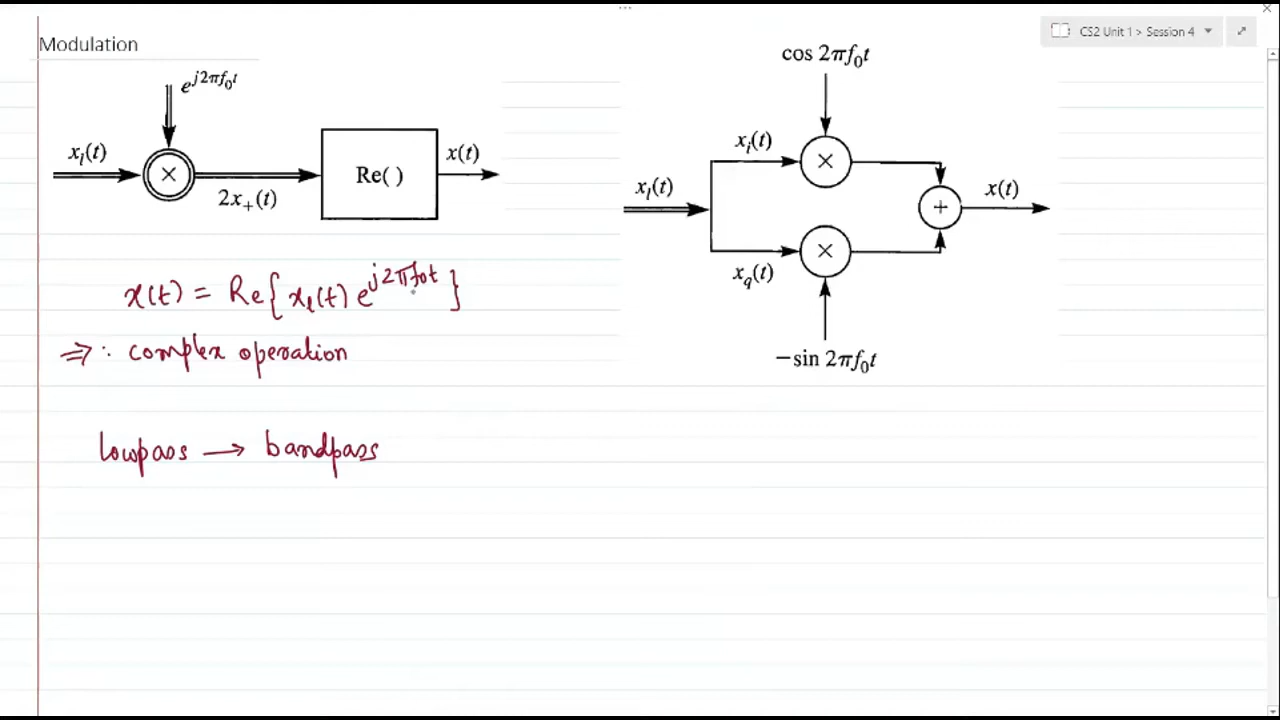 Modulation
CS2 Unit 1 > Session 4
e^{j2πf₀t}
x_l(t)
×
2x₊(t)
Re( )
x(t)
cos 2πf₀t
x_i(t)
×
x_l(t)
+
x(t)
×
x_q(t)
−sin 2πf₀t
x(t) = Re{x_l(t) e^{j2πf₀t}}
⇒ ∴ complex operation
lowpass → bandpass